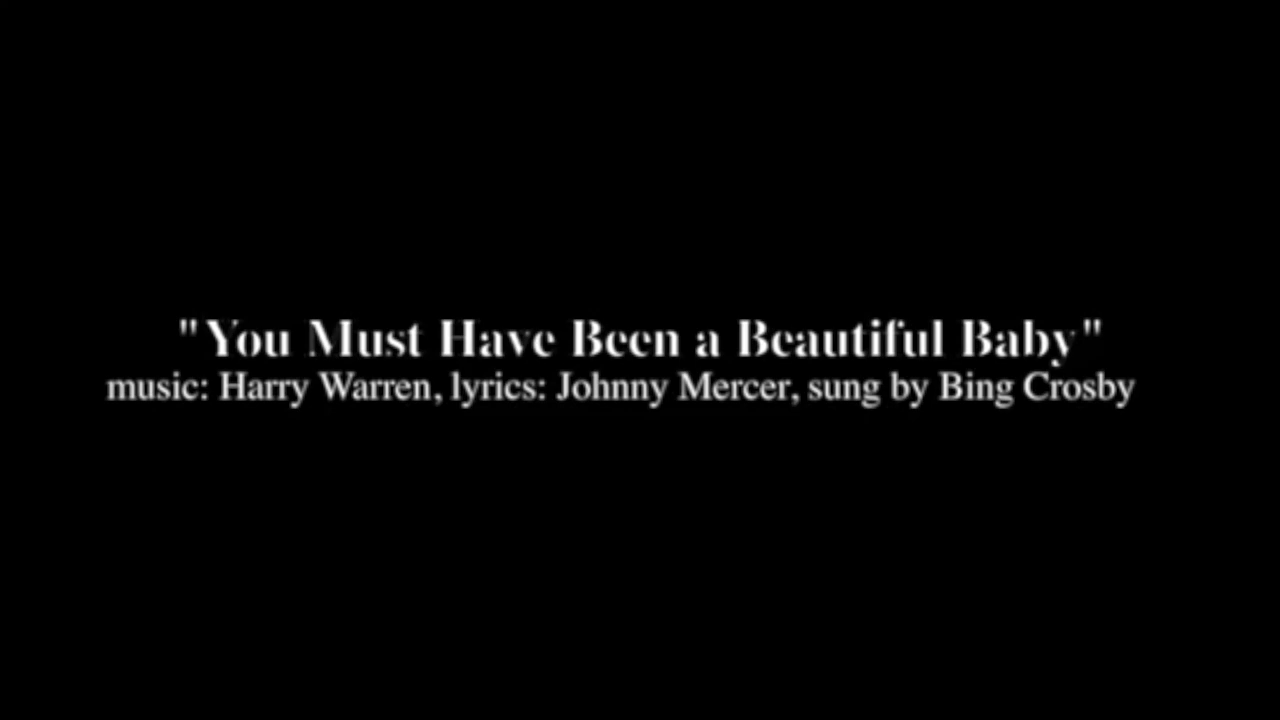 "You Must Have Been a Beautiful Baby"
music: Harry Warren, lyrics: Johnny Mercer, sung by Bing Crosby